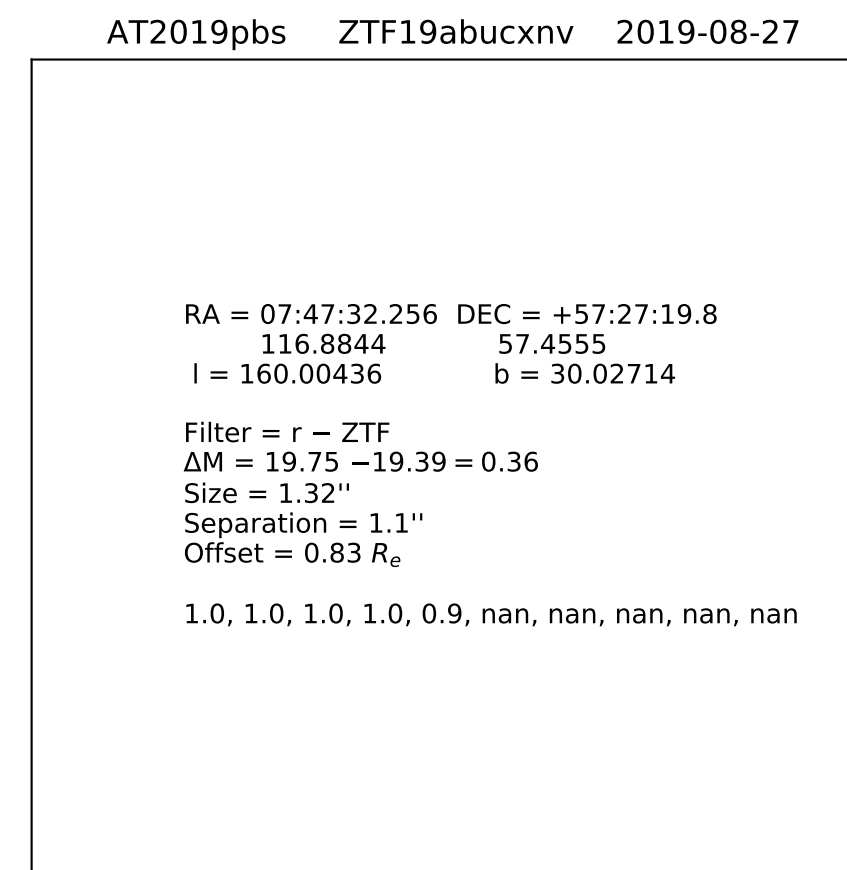 AT2019pbs ZTF19abucxnv 2019-08-27
RA = 07:47:32.256 DEC = +57:27:19.8
116.8844 57.4555
l = 160.00436 b = 30.02714
Filter = r − ZTF
ΔM = 19.75 −19.39 = 0.36
Size = 1.32''
Separation = 1.1''
Offset = 0.83 Re
1.0, 1.0, 1.0, 1.0, 0.9, nan, nan, nan, nan, nan